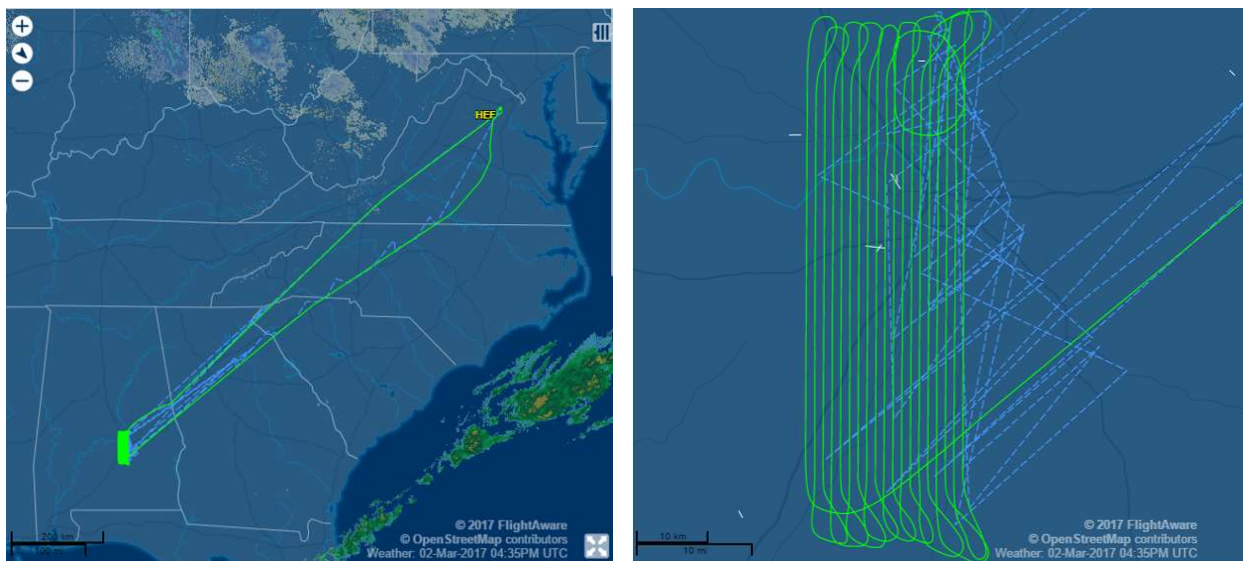 HEF
200 km
100 mi
© 2017 FlightAware
© OpenStreetMap contributors
Weather: 02-Mar-2017 04:35PM UTC
10 km
10 mi
© 2017 FlightAware
© OpenStreetMap contributors
Weather: 02-Mar-2017 04:35PM UTC